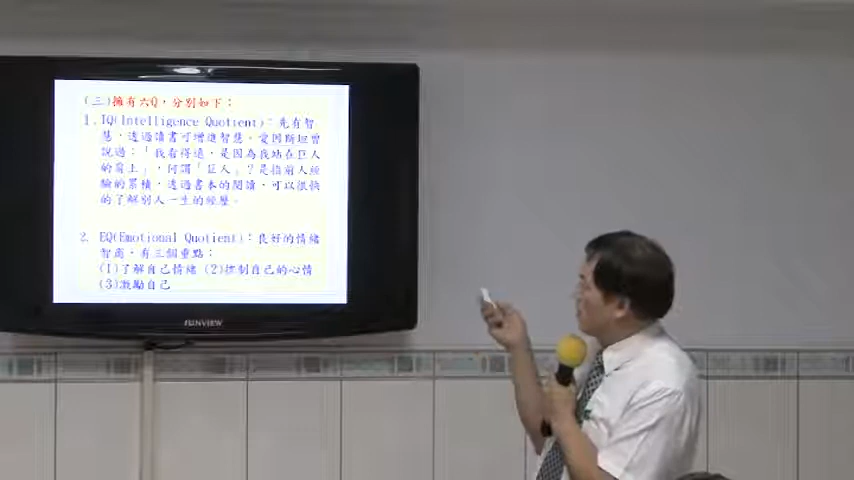 (三)擁有六Q，分別如下：
1.IQ(Intelligence Quotient)：先有智
慧，透過讀書可增進智慧。愛因斯坦曾
說過：「我看得遠，是因為我站在巨人
的肩上」，何謂「巨人」？是指前人經
驗的累積，透過書本的閱讀，可以很快
的了解別人一生的經歷。
2. EQ(Emotional Quotient)：良好的情緒
智商，有三個重點：
(1)了解自己情緒 (2)控制自己的心情
(3)激勵自己
SUNVIEW